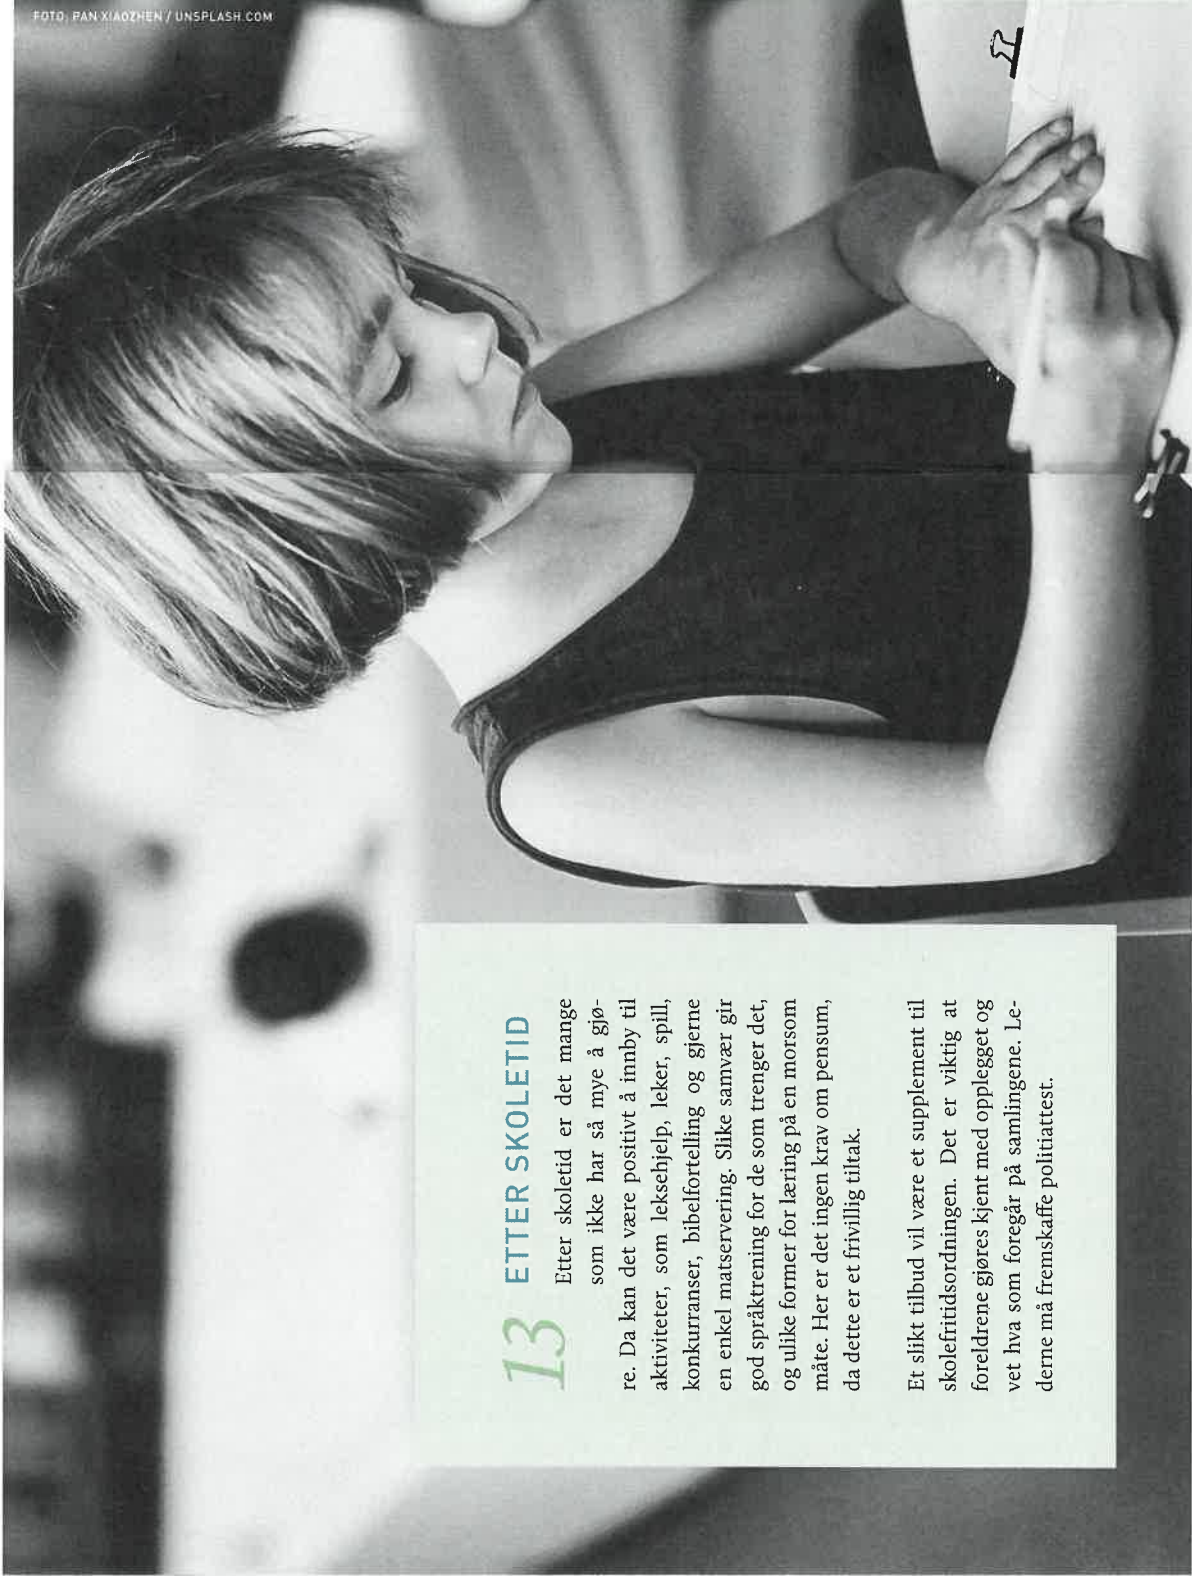 FOTO: PAN XIAOZHEN / UNSPLASH.COM
13 ETTER SKOLETID
Etter skoletid er det mange
som ikke har så mye å gjø-
re. Da kan det være positivt å innby til
aktiviteter, som leksehjelp, leker, spill,
konkurranser, bibelfortelling og gjerne
en enkel matservering. Slike samvær gir
god språktrening for de som trenger det,
og ulike former for læring på en morsom
måte. Her er det ingen krav om pensum,
da dette er et frivillig tiltak.
Et slikt tilbud vil være et supplement til
skolefritidsordningen. Det er viktig at
foreldrene gjøres kjent med opplegget og
vet hva som foregår på samlingene. Le-
derne må fremskaffe politiattest.